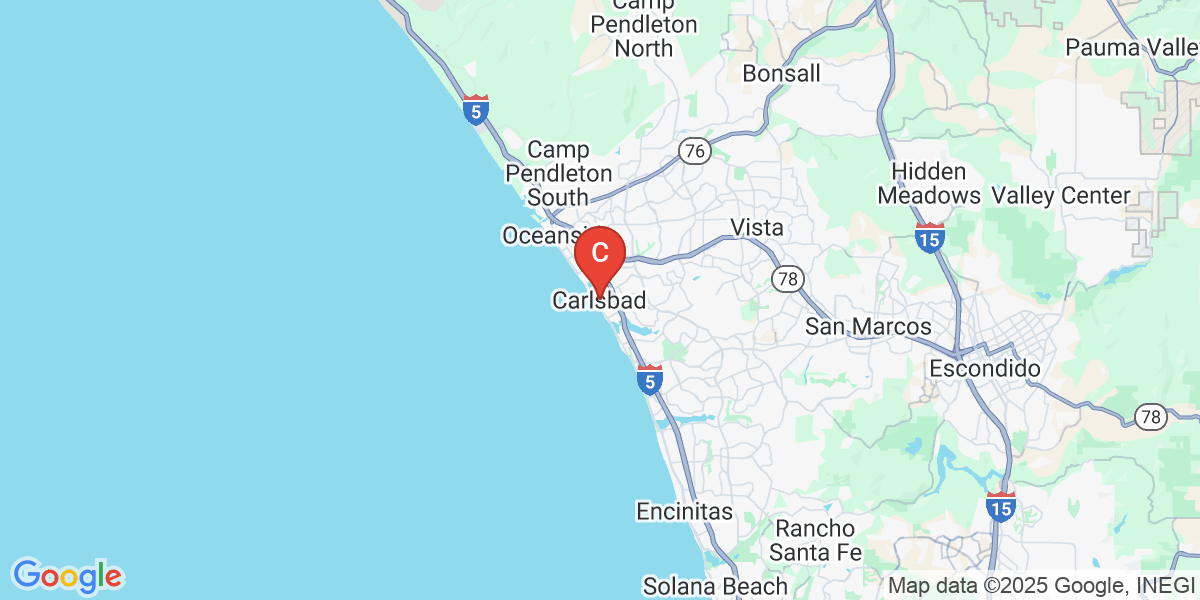 Camp
Pendleton
North
Pauma Valley
Bonsall
5
76
Camp
Pendleton
South
Hidden
Meadows
Valley Center
Vista
Oceansi
15
C
78
Carlsbad
San Marcos
Escondido
5
78
Encinitas
15
Rancho
Santa Fe
Google
Solana Beach
Map data ©2025 Google, INEGI